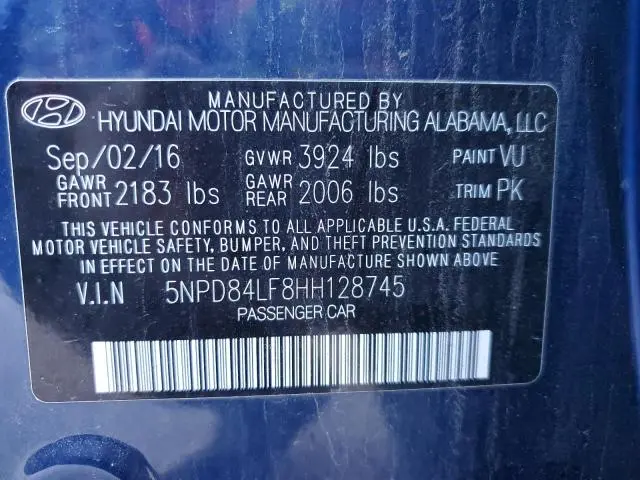 MANUFACTURED BY
HYUNDAI MOTOR MANUFACTURING ALABAMA, LLC
Sep/02/16 GVWR 3924 lbs PAINT VU
GAWR FRONT 2183 lbs GAWR REAR 2006 lbs TRIM PK
THIS VEHICLE CONFORMS TO ALL APPLICABLE U.S.A. FEDERAL
MOTOR VEHICLE SAFETY, BUMPER, AND THEFT PREVENTION STANDARDS
IN EFFECT ON THE DATE OF MANUFACTURE SHOWN ABOVE.
V.I.N 5NPD84LF8HH128745
PASSENGER CAR